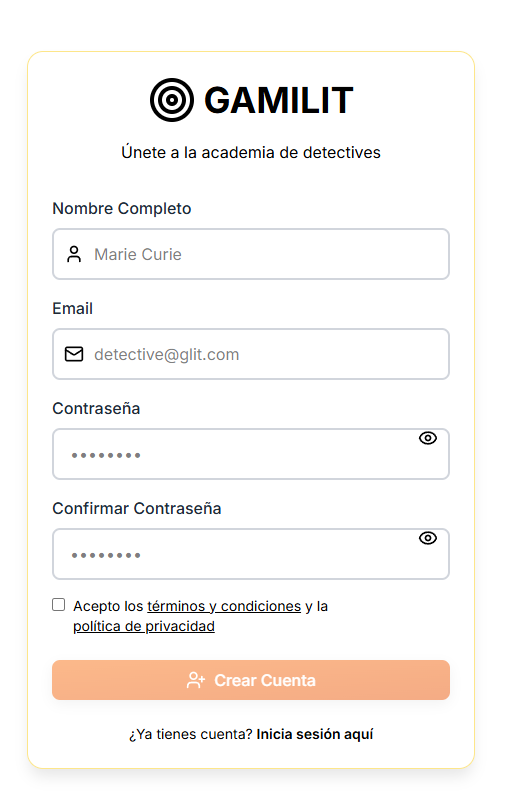 GAMILIT
Únete a la academia de detectives
Nombre Completo
Marie Curie
Email
detective@glit.com
Contraseña
••••••••
Confirmar Contraseña
••••••••
Acepto los términos y condiciones y la
política de privacidad
Crear Cuenta
¿Ya tienes cuenta? Inicia sesión aquí